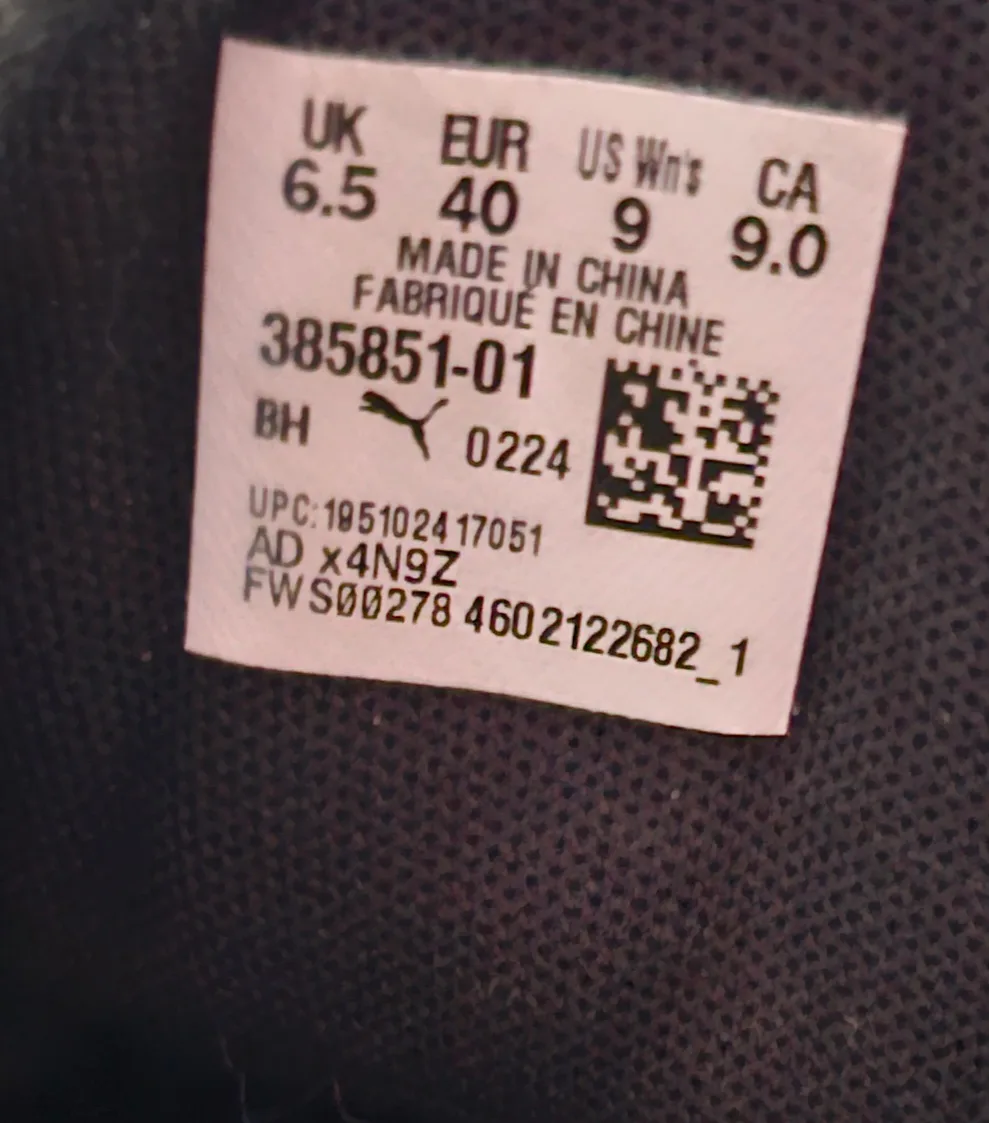 UK EUR US Wn's CA
6.5 40 9 9.0
MADE IN CHINA
FABRIQUÉ EN CHINE
385851-01
BH 0224
UPC:195102417051
AD x4N9Z
FWS00278 4602122682_1